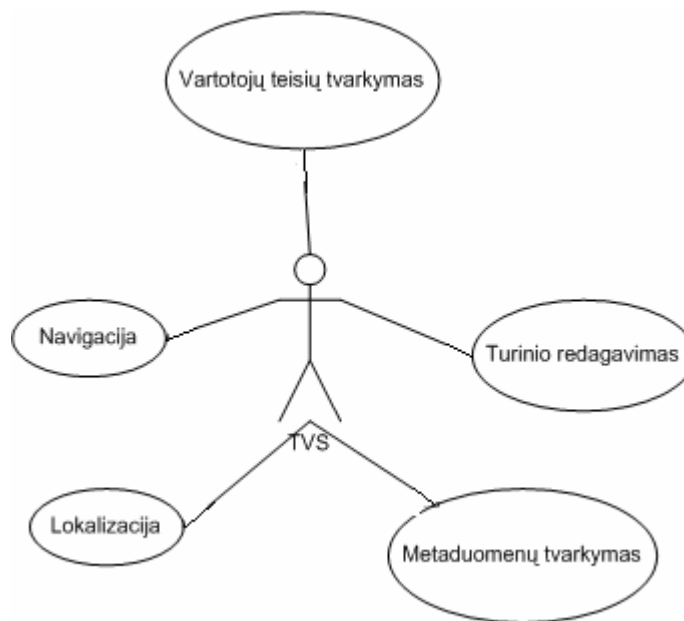 Vartotojų teisių tvarkymas
Navigacija
Turinio redagavimas
TVS
Lokalizacija
Metaduomenų tvarkymas